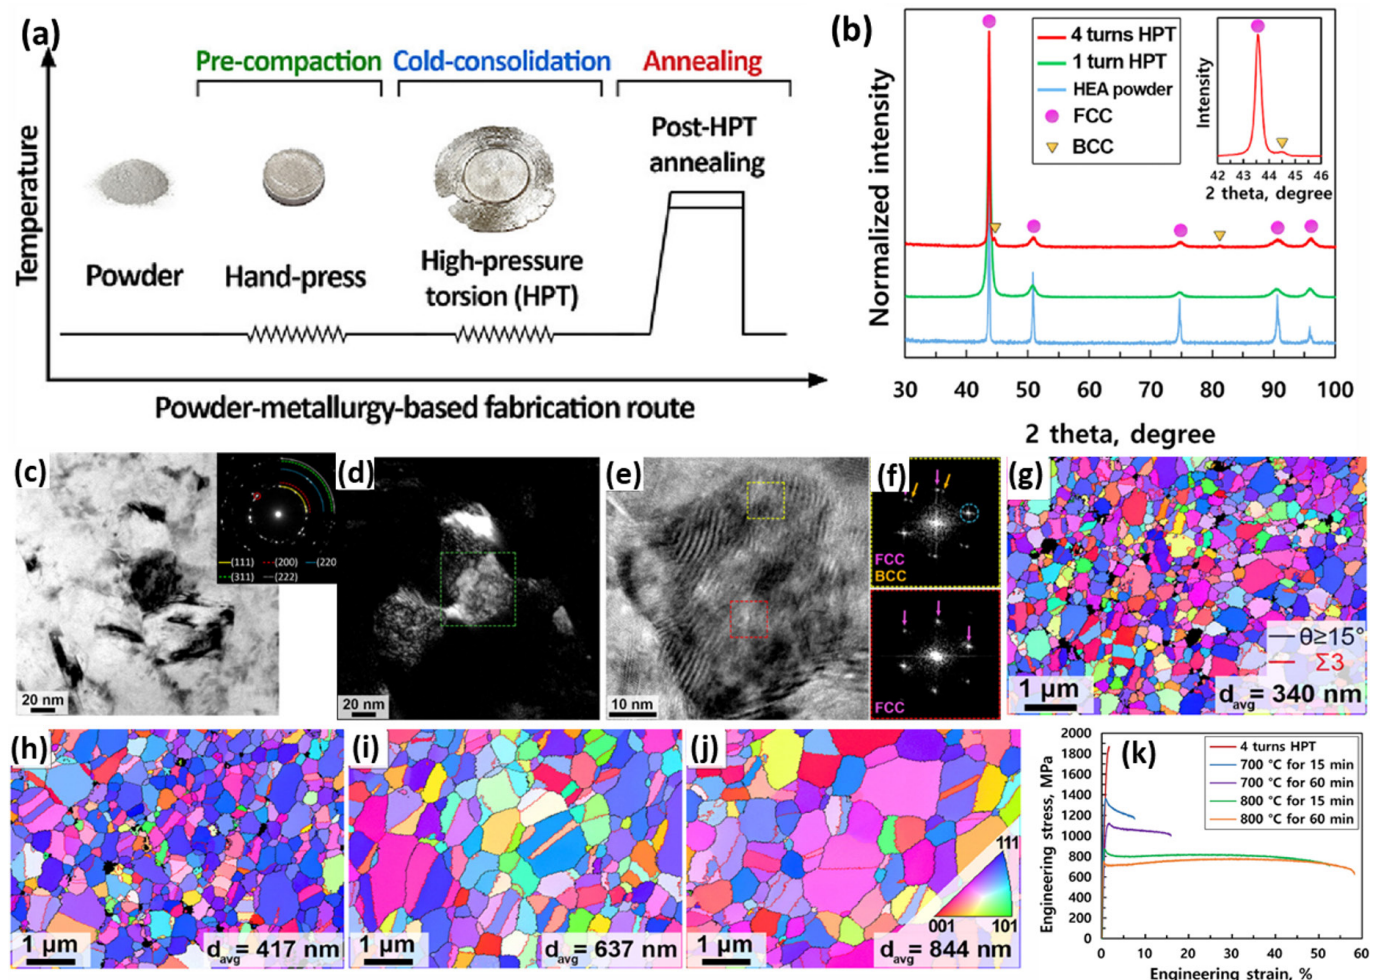 (a)
Pre-compaction Cold-consolidation Annealing
Post-HPT
annealing
Powder
Hand-press
High-pressure
torsion (HPT)
Temperature
Powder-metallurgy-based fabrication route
(b)
4 turns HPT
1 turn HPT
HEA powder
FCC
BCC
Intensity
42 43 44 45 46
2 theta, degree
Normalized intensity
30 40 50 60 70 80 90 100
2 theta, degree
(c)
(111) (200) (220
(311) (222)
20 nm
(d)
20 nm
(e)
10 nm
(f)
FCC
BCC
FCC
(g)
θ≥15°
Σ3
1 μm
davg = 340 nm
(h)
1 μm
davg = 417 nm
(i)
1 μm
davg = 637 nm
(j)
111
001 101
1 μm
davg = 844 nm
(k)
4 turns HPT
700 °C for 15 min
700 °C for 60 min
800 °C for 15 min
800 °C for 60 min
Engineering stress, MPa
2000
1800
1600
1400
1200
1000
800
600
400
200
0
0 10 20 30 40 50 60
Engineering strain, %